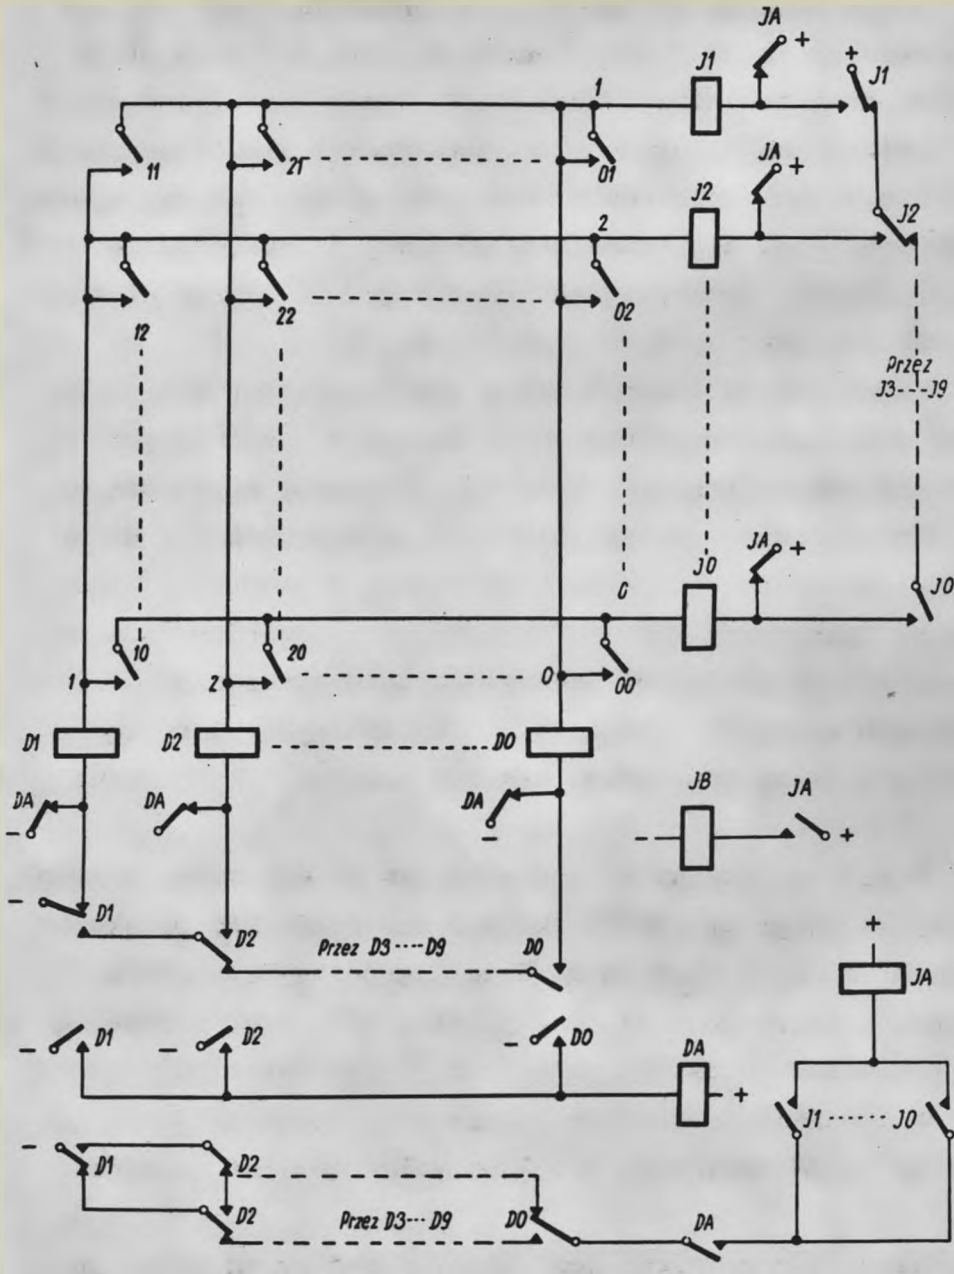 JA +
1 J1 + J1
11 21 01
JA +
2 J2 J2
12 22 02
Przez
J3---J9
JA +
0 J0 J0
10 20 00
1 2 0
D1 D2 D0
DA DA DA JB JA
- - - +
- D1 D2 Przez D3----D9 D0
+
JA
- D1 D2 - D0 DA
+
J1 J0
- D1 D2
D2 Przez D3---D9 D0 DA